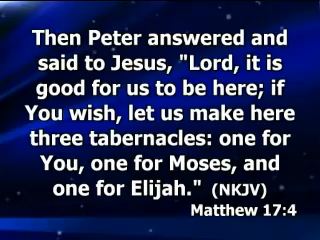 Then Peter answered and
said to Jesus, "Lord, it is
good for us to be here; if
You wish, let us make here
three tabernacles: one for
You, one for Moses, and
one for Elijah." (NKJV)
Matthew 17:4